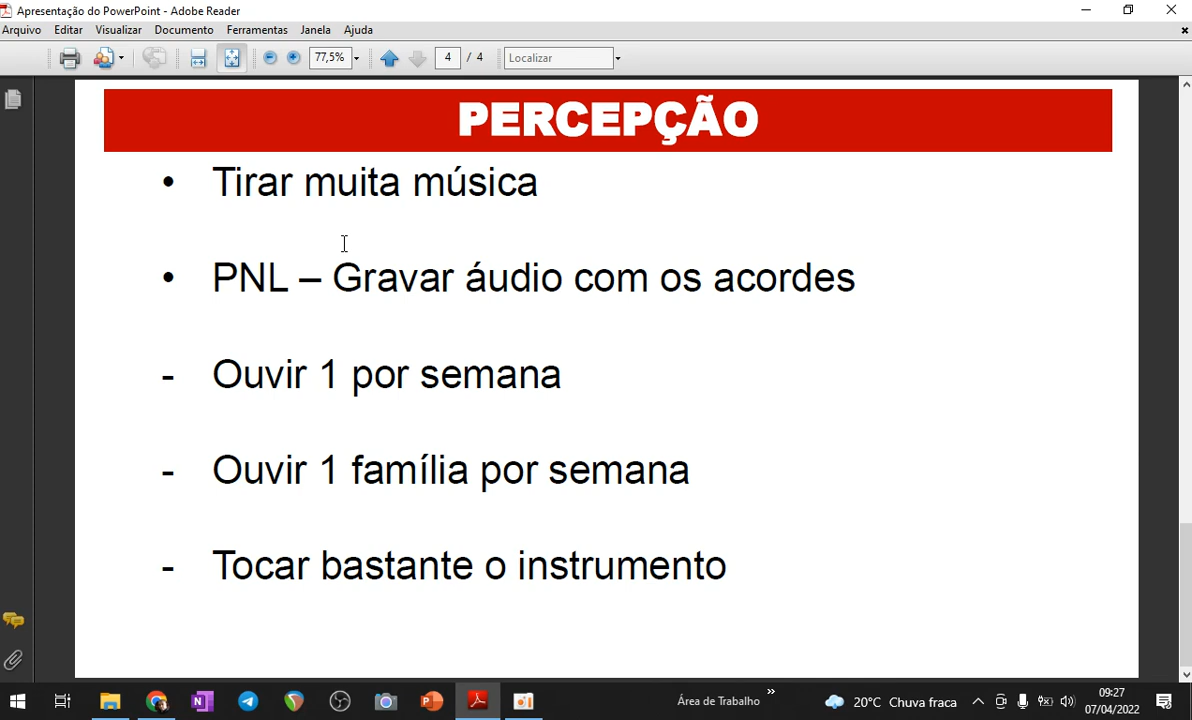 Apresentação do PowerPoint - Adobe Reader
Arquivo Editar Visualizar Documento Ferramentas Janela Ajuda
77,5% 4 / 4 Localizar
PERCEPÇÃO
• Tirar muita música
• PNL – Gravar áudio com os acordes
- Ouvir 1 por semana
- Ouvir 1 família por semana
- Tocar bastante o instrumento
Área de Trabalho » 20°C Chuva fraca 09:27
07/04/2022